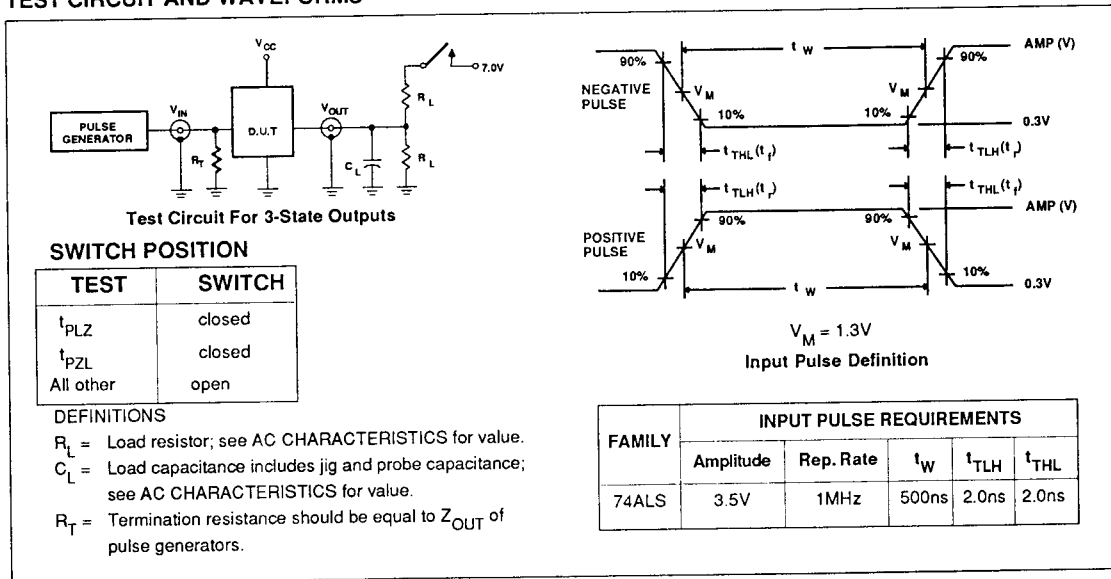 TEST CIRCUIT AND WAVEFORMS
V_CC
7.0V
R_L
V_IN
V_OUT
PULSE
GENERATOR
D.U.T
R_T
C_L
R_L
Test Circuit For 3-State Outputs
SWITCH POSITION
TEST SWITCH
t_PLZ closed
t_PZL closed
All other open
DEFINITIONS
R_L = Load resistor; see AC CHARACTERISTICS for value.
C_L = Load capacitance includes jig and probe capacitance;
see AC CHARACTERISTICS for value.
R_T = Termination resistance should be equal to Z_OUT of
pulse generators.
t_W
AMP (V)
90%
90%
NEGATIVE
PULSE
V_M
V_M
10%
10%
0.3V
t_THL(t_f)
t_TLH(t_r)
t_TLH(t_r)
t_THL(t_f)
AMP (V)
90%
90%
POSITIVE
PULSE
V_M
V_M
10%
10%
t_W
0.3V
V_M = 1.3V
Input Pulse Definition
FAMILY
INPUT PULSE REQUIREMENTS
Amplitude Rep. Rate t_W t_TLH t_THL
74ALS 3.5V 1MHz 500ns 2.0ns 2.0ns